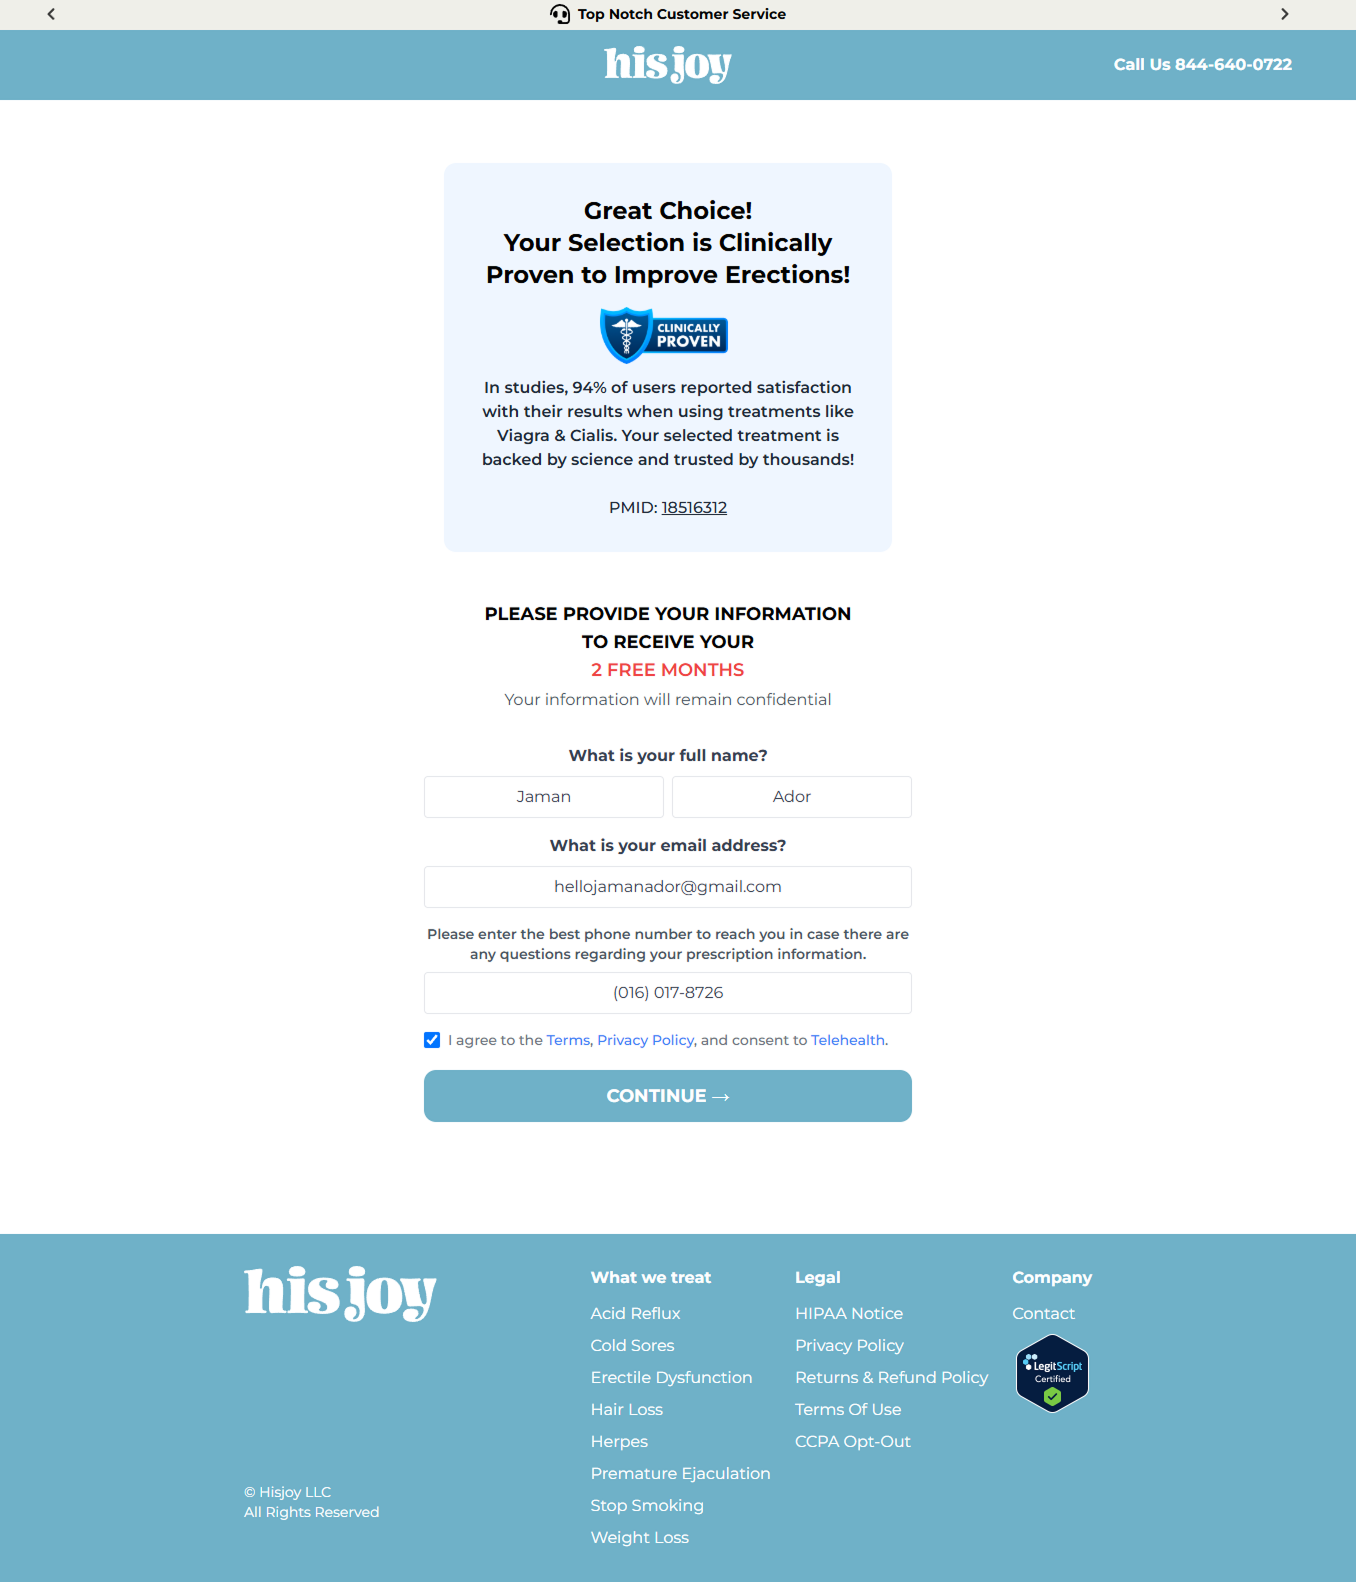 Top Notch Customer Service
his joy
Call Us 844-640-0722
Great Choice!
Your Selection is Clinically
Proven to Improve Erections!
CLINICALLY
PROVEN
In studies, 94% of users reported satisfaction
with their results when using treatments like
Viagra & Cialis. Your selected treatment is
backed by science and trusted by thousands!
PMID: 18516312
PLEASE PROVIDE YOUR INFORMATION
TO RECEIVE YOUR
2 FREE MONTHS
Your information will remain confidential
What is your full name?
Jaman
Ador
What is your email address?
hellojamanador@gmail.com
Please enter the best phone number to reach you in case there are
any questions regarding your prescription information.
(016) 017-8726
I agree to the Terms, Privacy Policy, and consent to Telehealth.
CONTINUE →
his joy
© Hisjoy LLC
All Rights Reserved
What we treat
Acid Reflux
Cold Sores
Erectile Dysfunction
Hair Loss
Herpes
Premature Ejaculation
Stop Smoking
Weight Loss
Legal
HIPAA Notice
Privacy Policy
Returns & Refund Policy
Terms Of Use
CCPA Opt-Out
Company
Contact
LegitScript
Certified